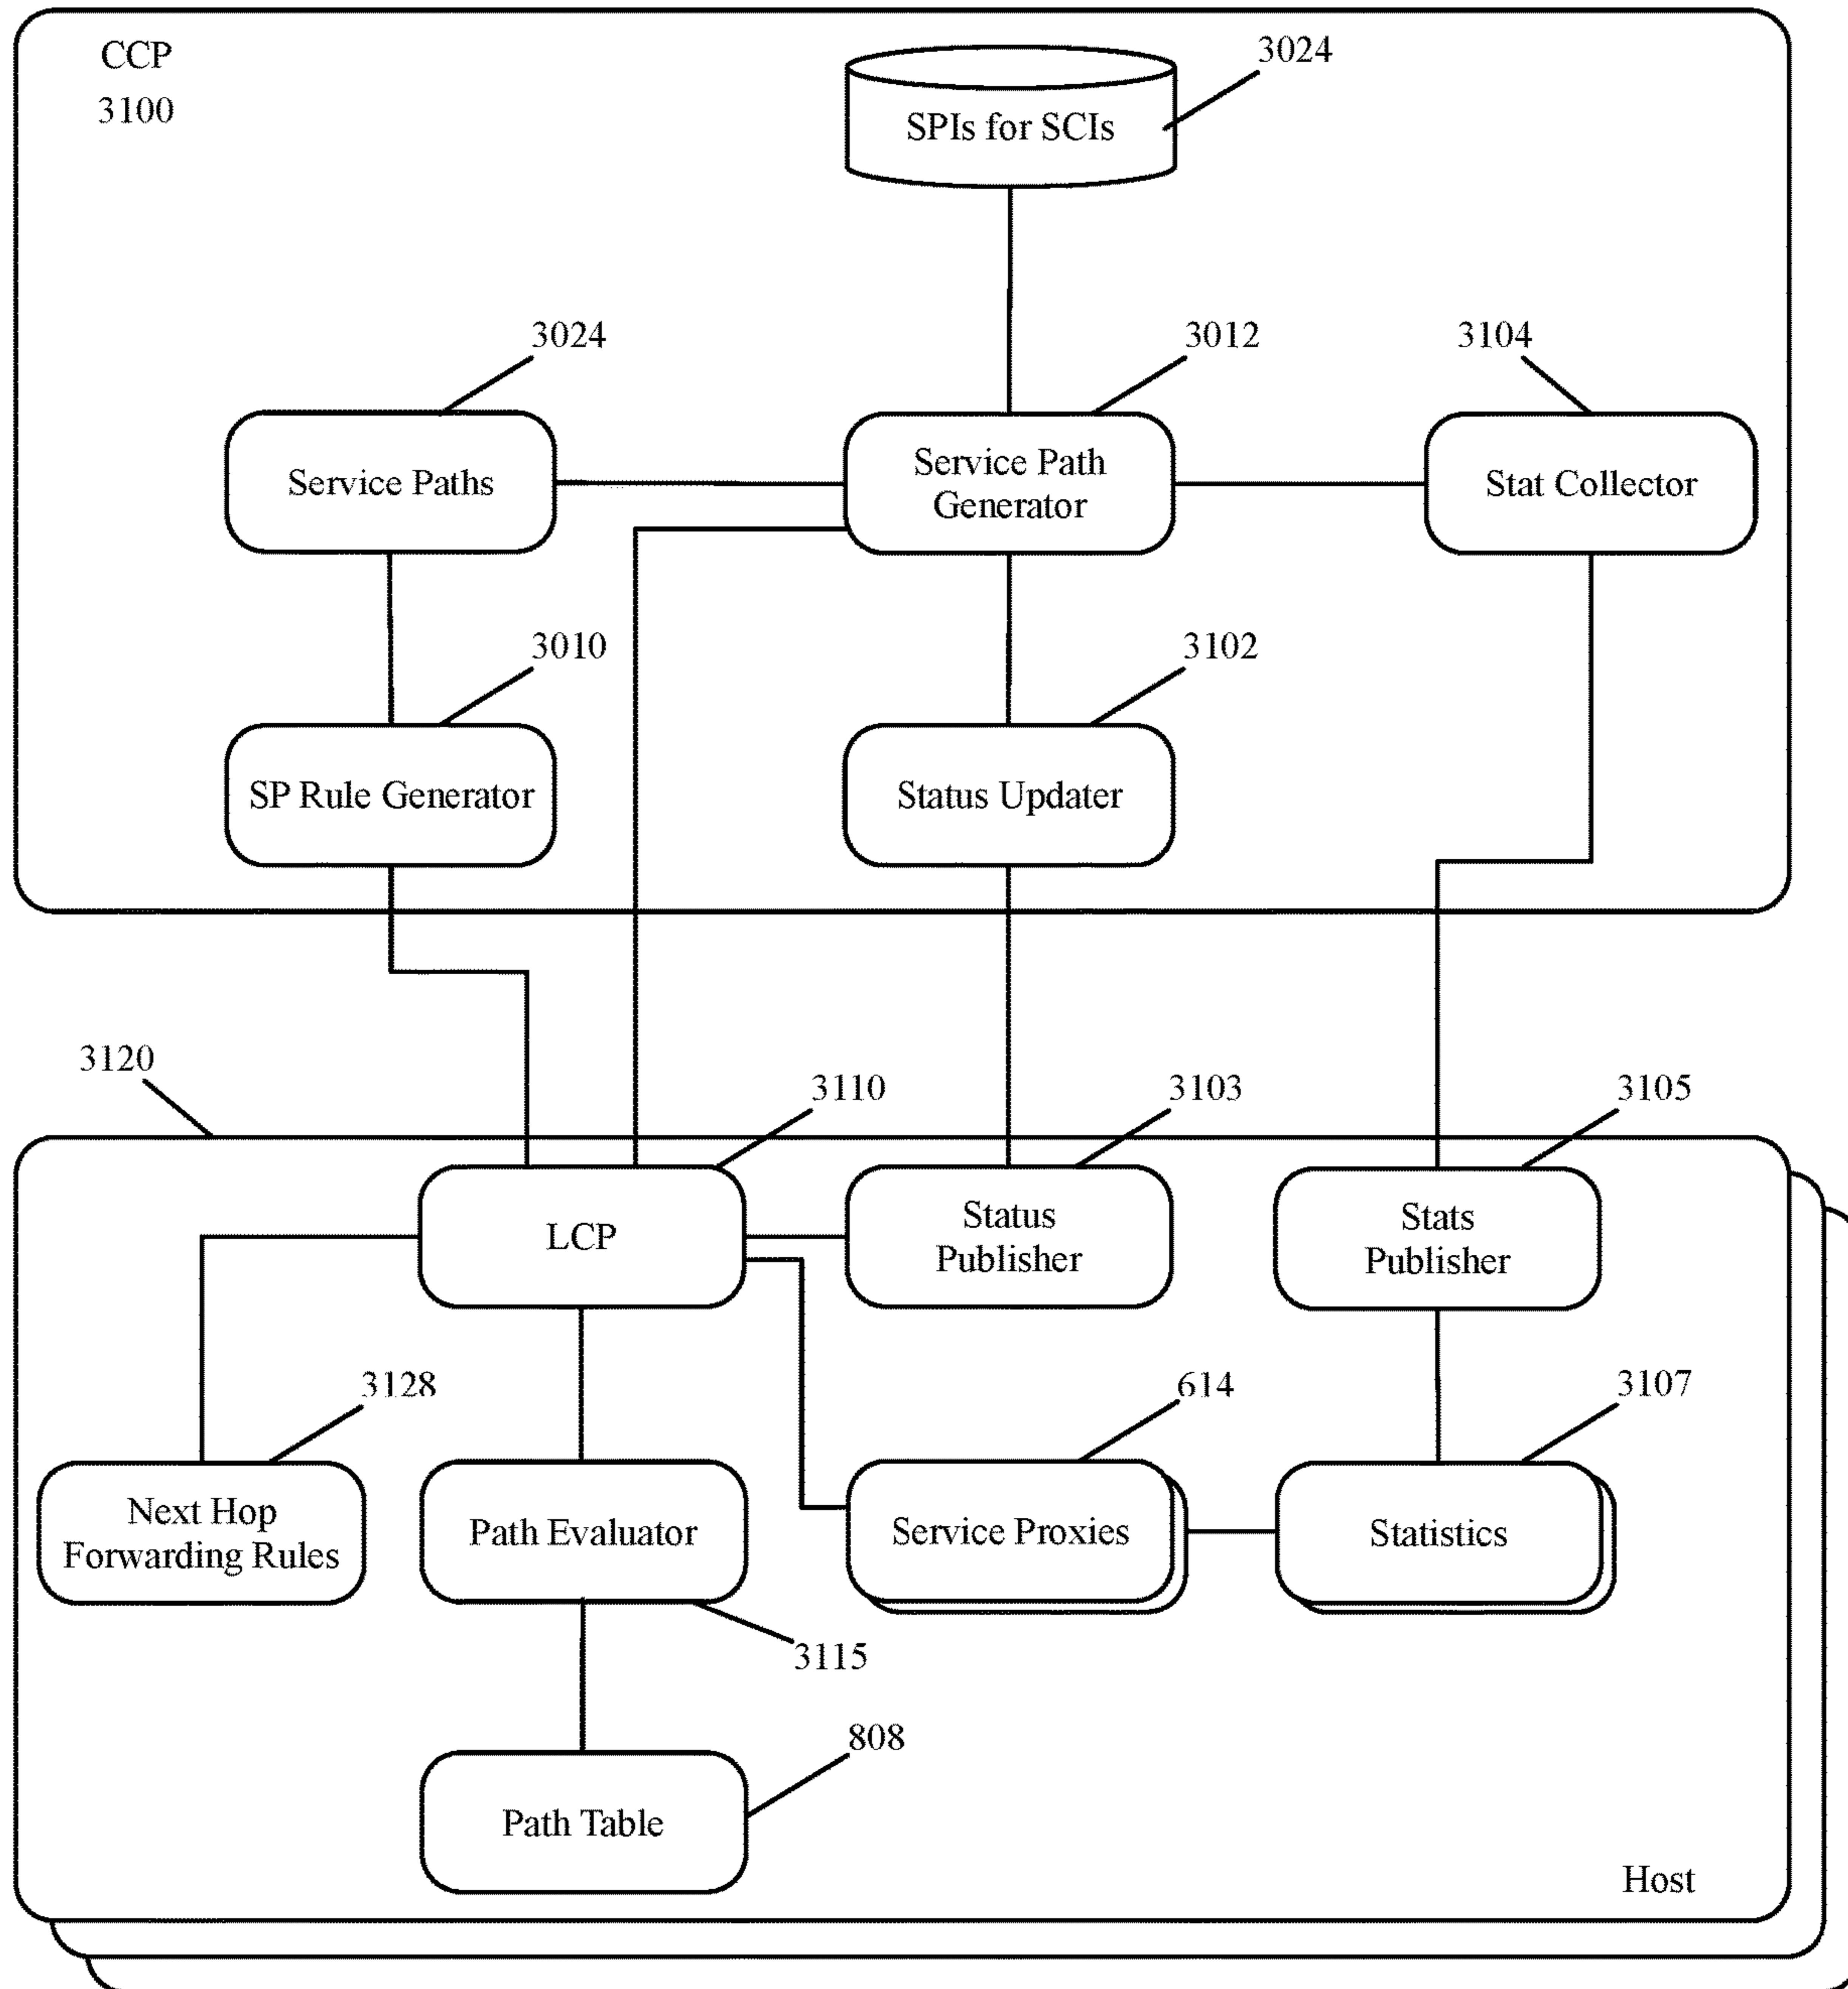 CCP
3100
3024
SPIs for SCIs
3024
3012
3104
Service Paths
Service Path
Generator
Stat Collector
3010
3102
SP Rule Generator
Status Updater
3120
3110
3103
3105
LCP
Status
Publisher
Stats
Publisher
3128
614
3107
Next Hop
Forwarding Rules
Path Evaluator
Service Proxies
Statistics
3115
808
Path Table
Host